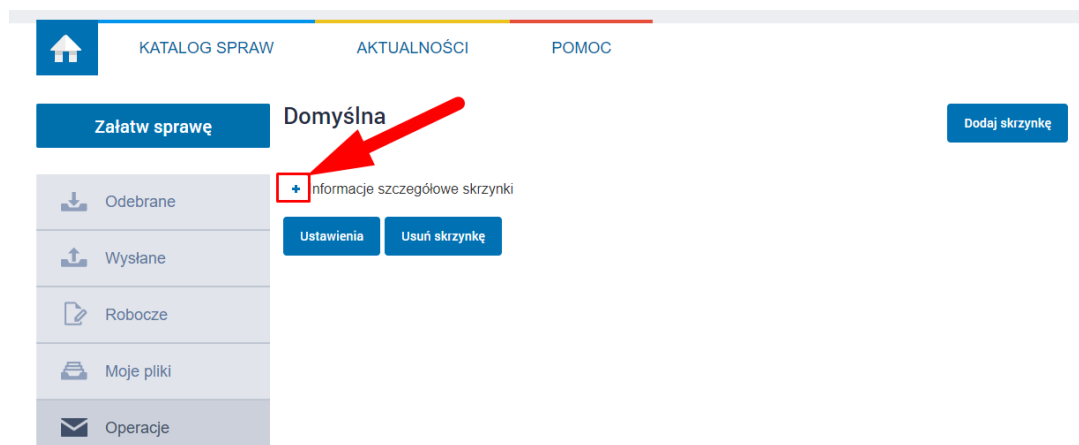 KATALOG SPRAW AKTUALNOŚCI POMOC
Załatw sprawę
Domyślna
Dodaj skrzynkę
+ nformacje szczegółowe skrzynki
Ustawienia Usuń skrzynkę
Odebrane
Wysłane
Robocze
Moje pliki
Operacje